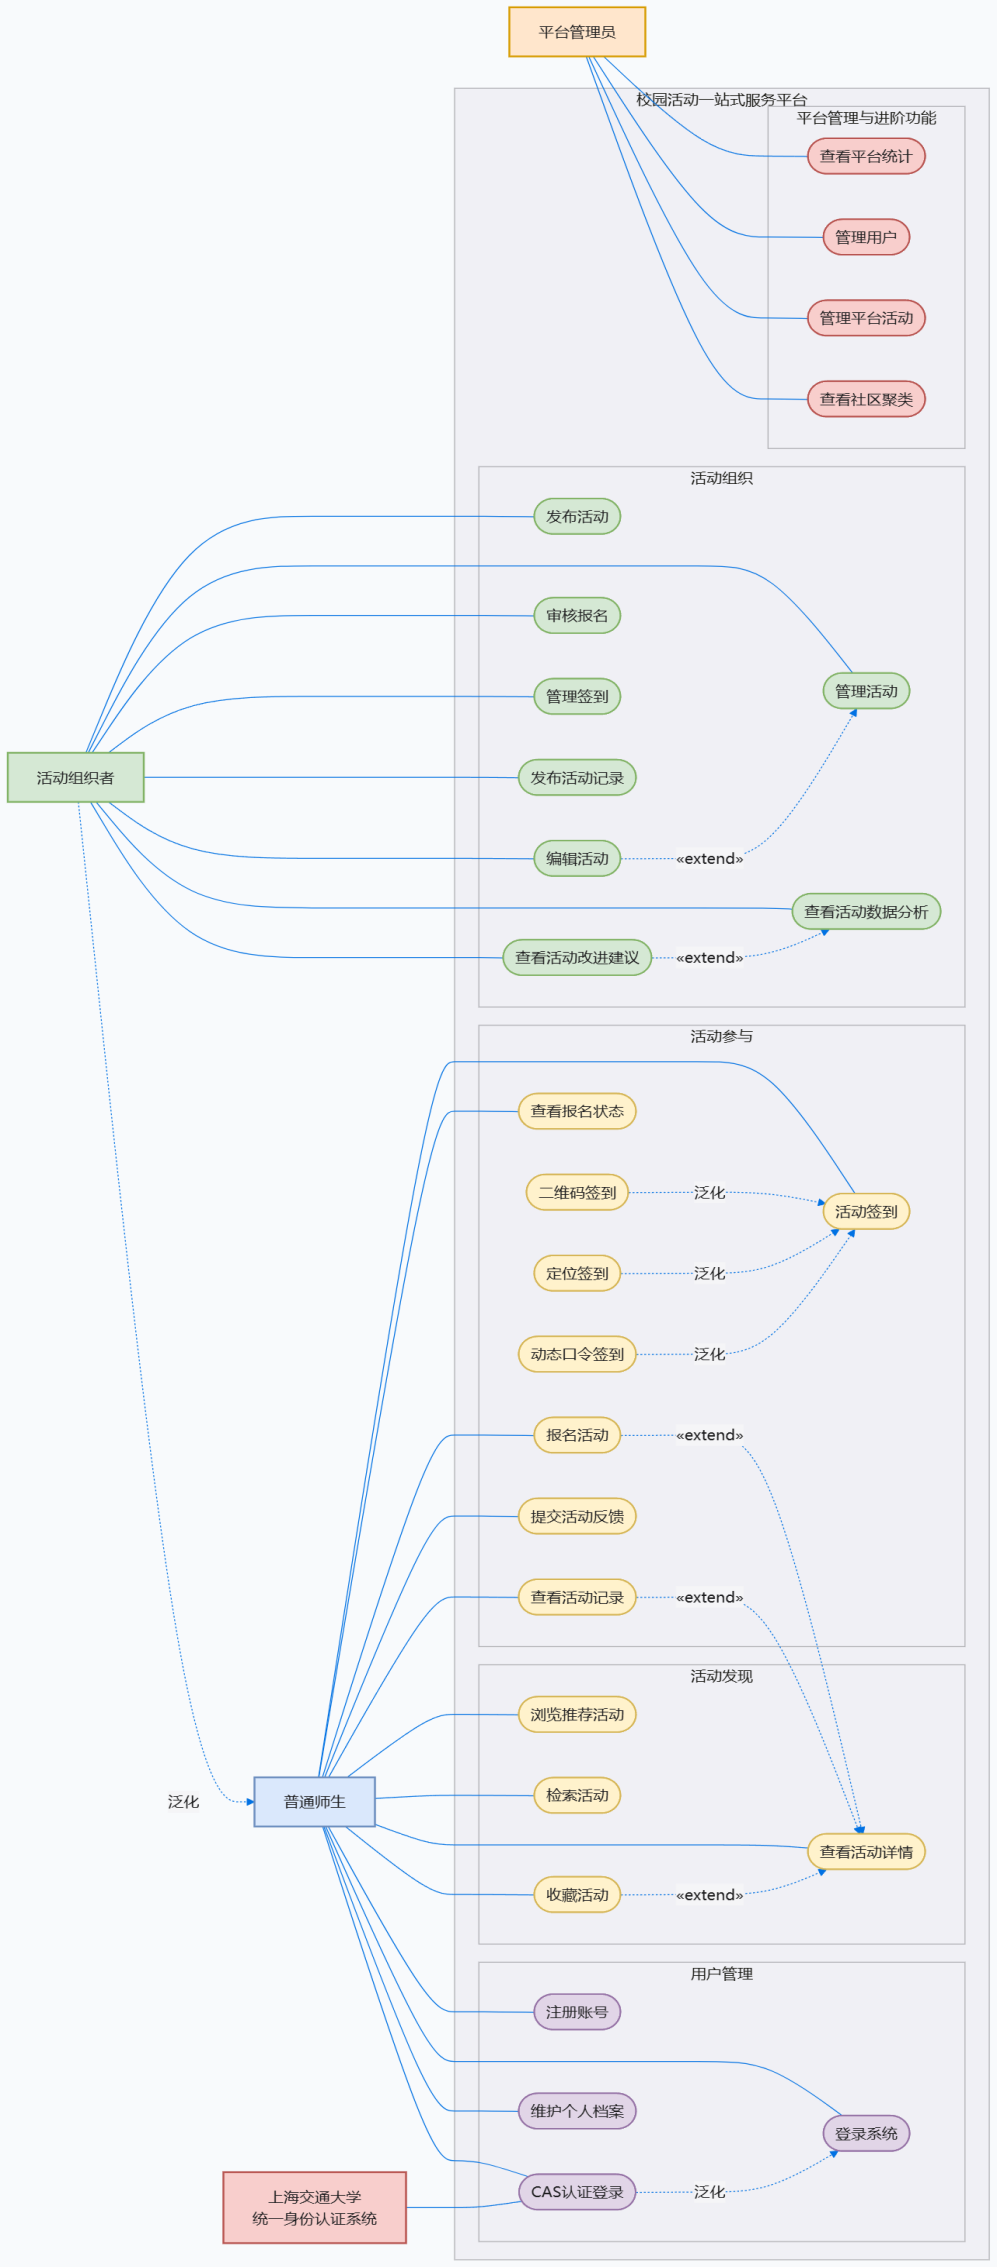 平台管理员
校园活动一站式服务平台
平台管理与进阶功能
查看平台统计
管理用户
管理平台活动
查看社区聚类
活动组织
发布活动
审核报名
管理活动
管理签到
活动组织者
发布活动记录
编辑活动
«extend»
查看活动数据分析
查看活动改进建议
«extend»
活动参与
查看报名状态
二维码签到
泛化
活动签到
定位签到
泛化
动态口令签到
泛化
报名活动
«extend»
提交活动反馈
查看活动记录
«extend»
活动发现
浏览推荐活动
检索活动
泛化
普通师生
查看活动详情
收藏活动
«extend»
用户管理
注册账号
维护个人档案
登录系统
CAS认证登录
泛化
上海交通大学
统一身份认证系统